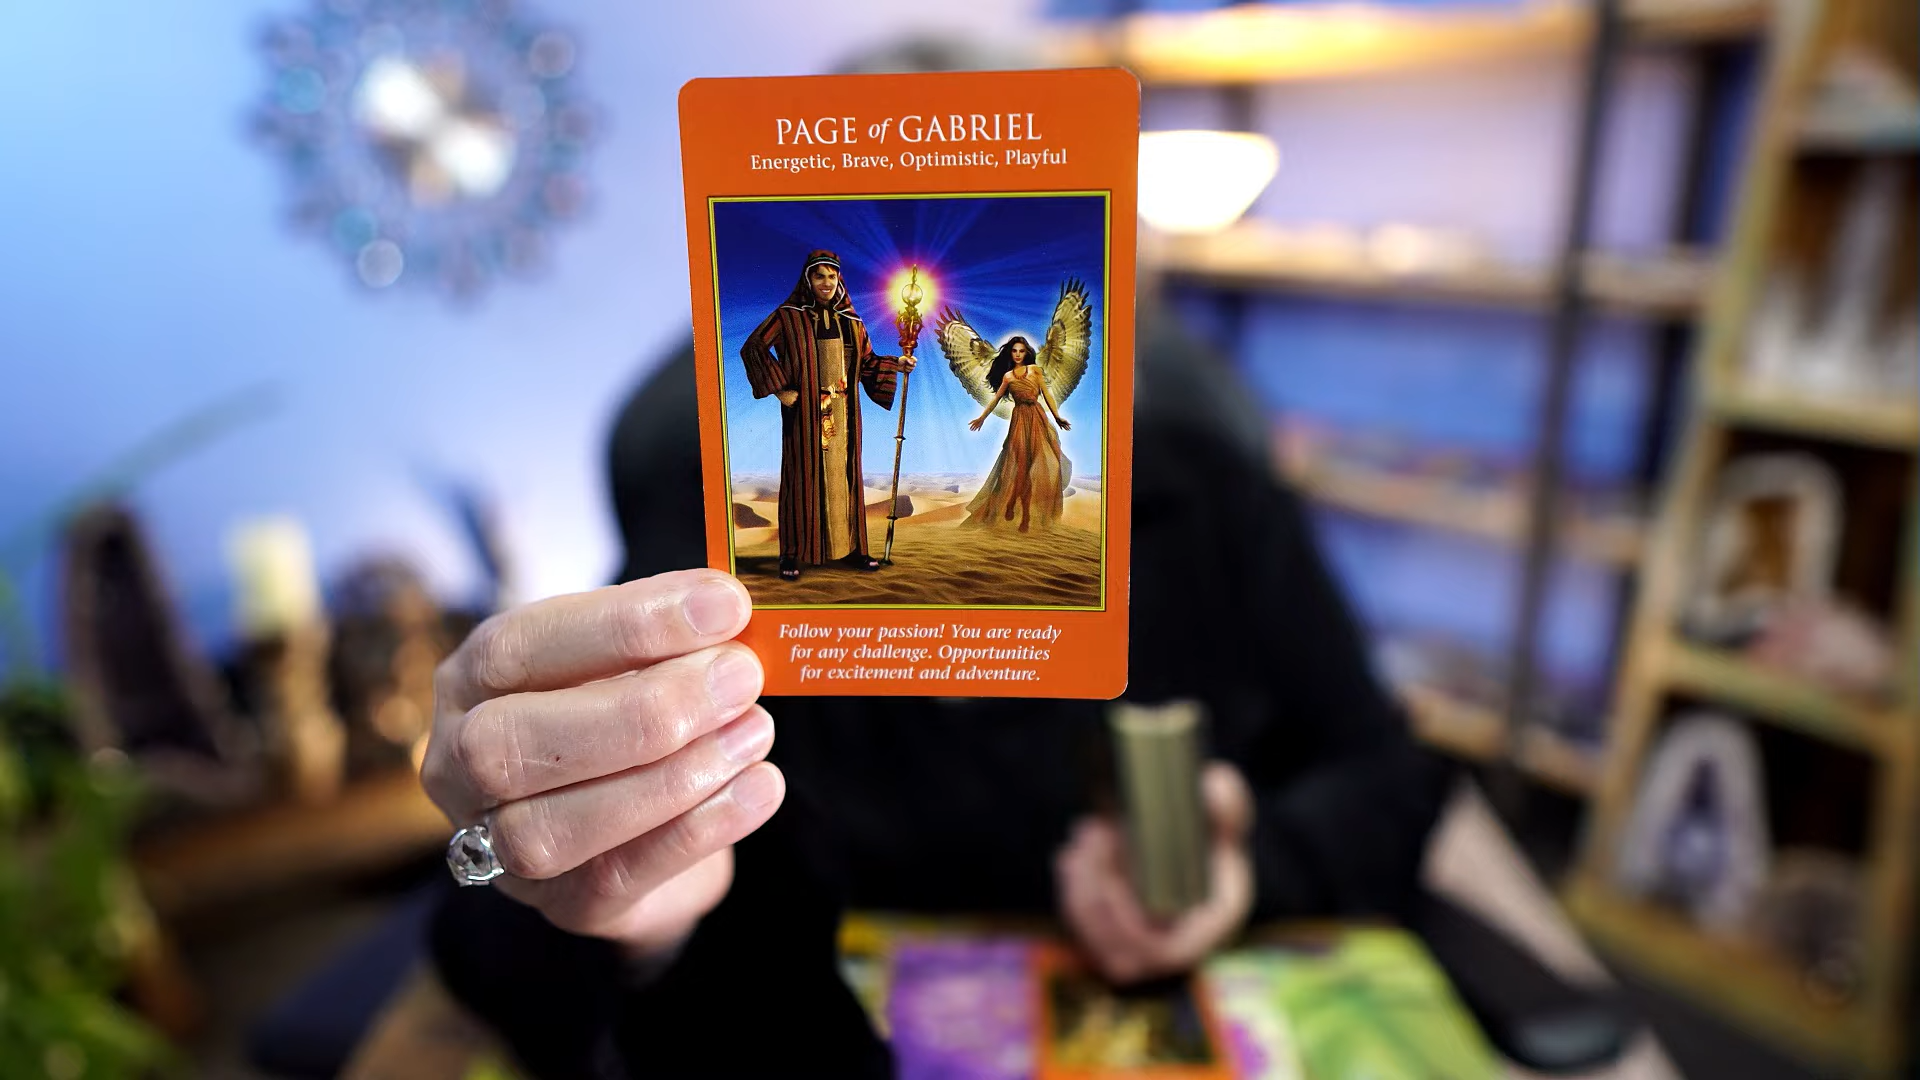 PAGE of GABRIEL
Energetic, Brave, Optimistic, Playful
Follow your passion! You are ready
for any challenge. Opportunities
for excitement and adventure.